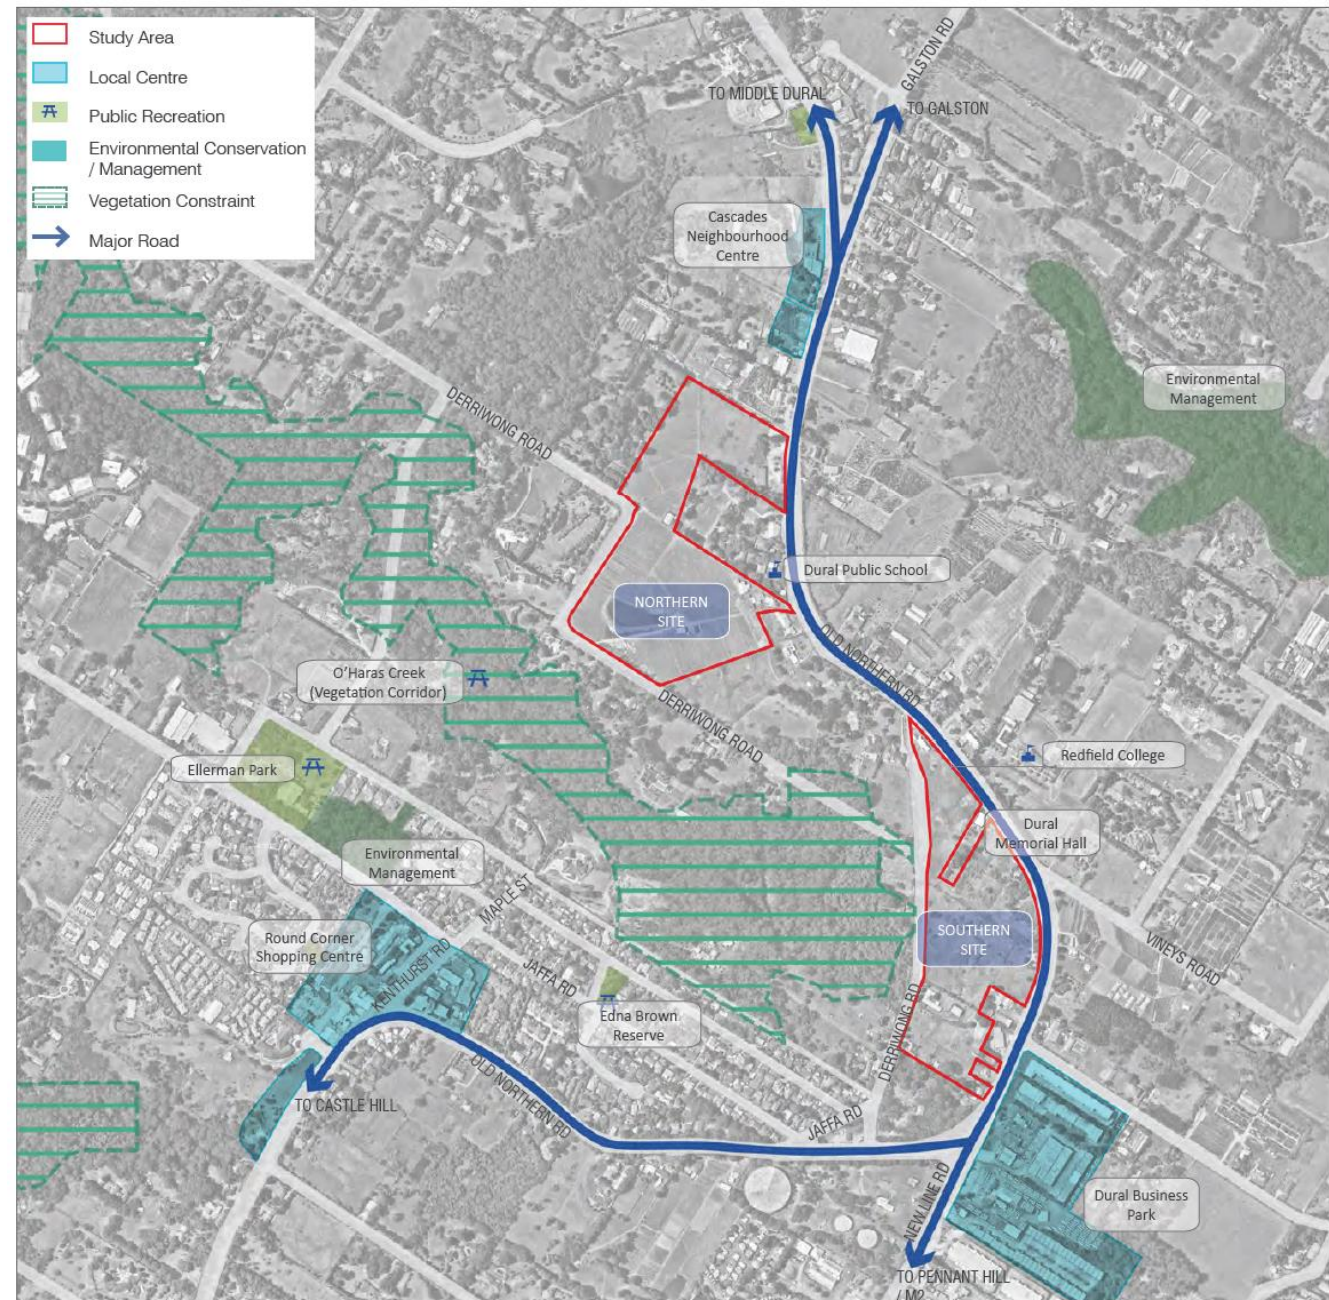 Study Area
Local Centre
Public Recreation
Environmental Conservation
/ Management
Vegetation Constraint
Major Road
GALSTON RD
TO MIDDLE DURAL
TO GALSTON
Cascades
Neighbourhood
Centre
Environmental
Management
DERRIWONG ROAD
Dural Public School
NORTHERN
SITE
OLD NORTHERN RD
O'Haras Creek
(Vegetation Corridor)
DERRIWONG ROAD
Redfield College
Ellerman Park
Dural
Memorial Hall
Environmental
Management
MAPLE ST
SOUTHERN
SITE
Round Corner
Shopping Centre
KENTHURST RD
JAFFA RD
VINEYS ROAD
Edna Brown
Reserve
DERRIWONG RD
OLD NORTHERN RD
TO CASTLE HILL
JAFFA RD
NEW LINE RD
Dural Business
Park
TO PENNANT HILL
/ M2